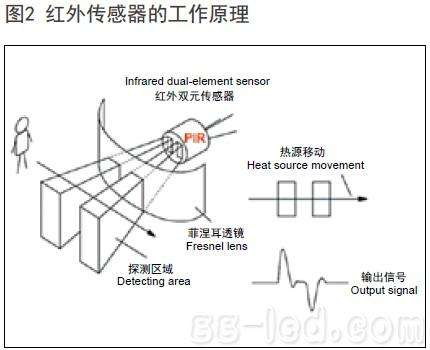 图2 红外传感器的工作原理
Infrared dual-element sensor
红外双元传感器
PIR
热源移动
Heat source movement
菲涅耳透镜
Fresnel lens
探测区域
Detecting area
输出信号
Output signal
gg-led.com